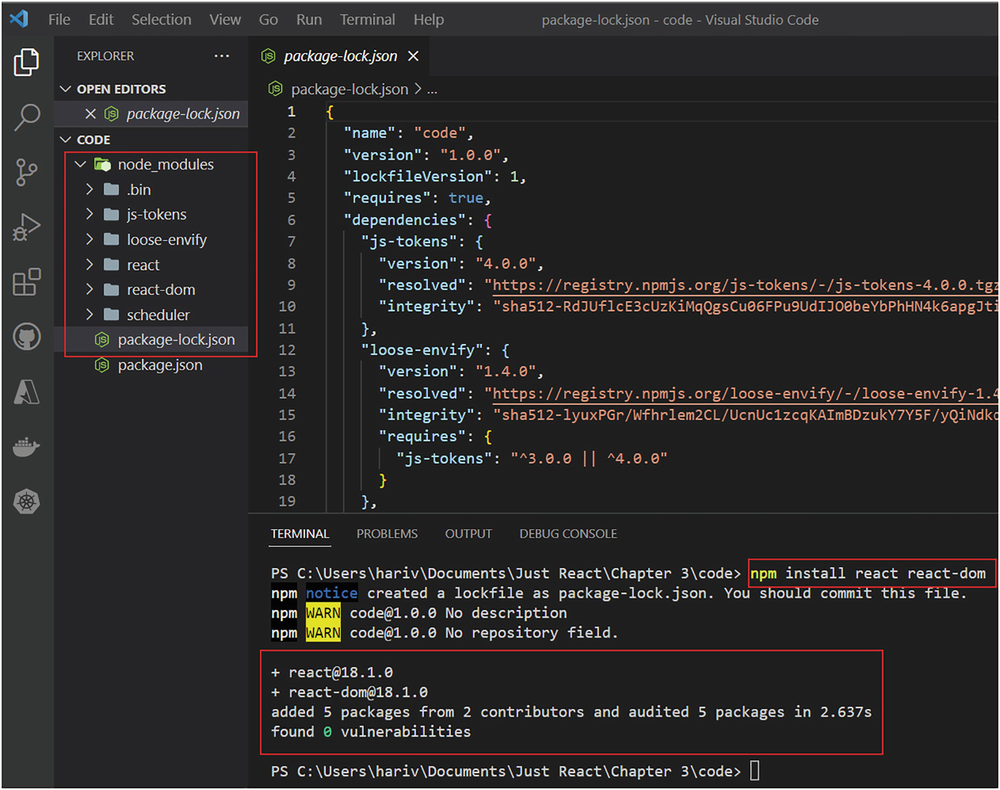 File Edit Selection View Go Run Terminal Help package-lock.json - code - Visual Studio Code
EXPLORER ...
OPEN EDITORS
package-lock.json
CODE
node_modules
.bin
js-tokens
loose-envify
react
react-dom
scheduler
package-lock.json
package.json
package-lock.json
package-lock.json > ...
1 {
2 "name": "code",
3 "version": "1.0.0",
4 "lockfileVersion": 1,
5 "requires": true,
6 "dependencies": {
7 "js-tokens": {
8 "version": "4.0.0",
9 "resolved": "https://registry.npmjs.org/js-tokens/-/js-tokens-4.0.0.tgz
10 "integrity": "sha512-RdJUflcE3cUzKiMqQgsCu06FPu9UdIJO0beYbPhHN4k6apgJti
11 },
12 "loose-envify": {
13 "version": "1.4.0",
14 "resolved": "https://registry.npmjs.org/loose-envify/-/loose-envify-1.4
15 "integrity": "sha512-lyuxPGr/Wfhrlem2CL/UcnUc1zcqKAImBDzukY7Y5F/yQiNdko
16 "requires": {
17 "js-tokens": "^3.0.0 || ^4.0.0"
18 }
19 },
TERMINAL PROBLEMS OUTPUT DEBUG CONSOLE
PS C:\Users\hariv\Documents\Just React\Chapter 3\code> npm install react react-dom
npm notice created a lockfile as package-lock.json. You should commit this file.
npm WARN code@1.0.0 No description
npm WARN code@1.0.0 No repository field.
+ react@18.1.0
+ react-dom@18.1.0
added 5 packages from 2 contributors and audited 5 packages in 2.637s
found 0 vulnerabilities
PS C:\Users\hariv\Documents\Just React\Chapter 3\code>